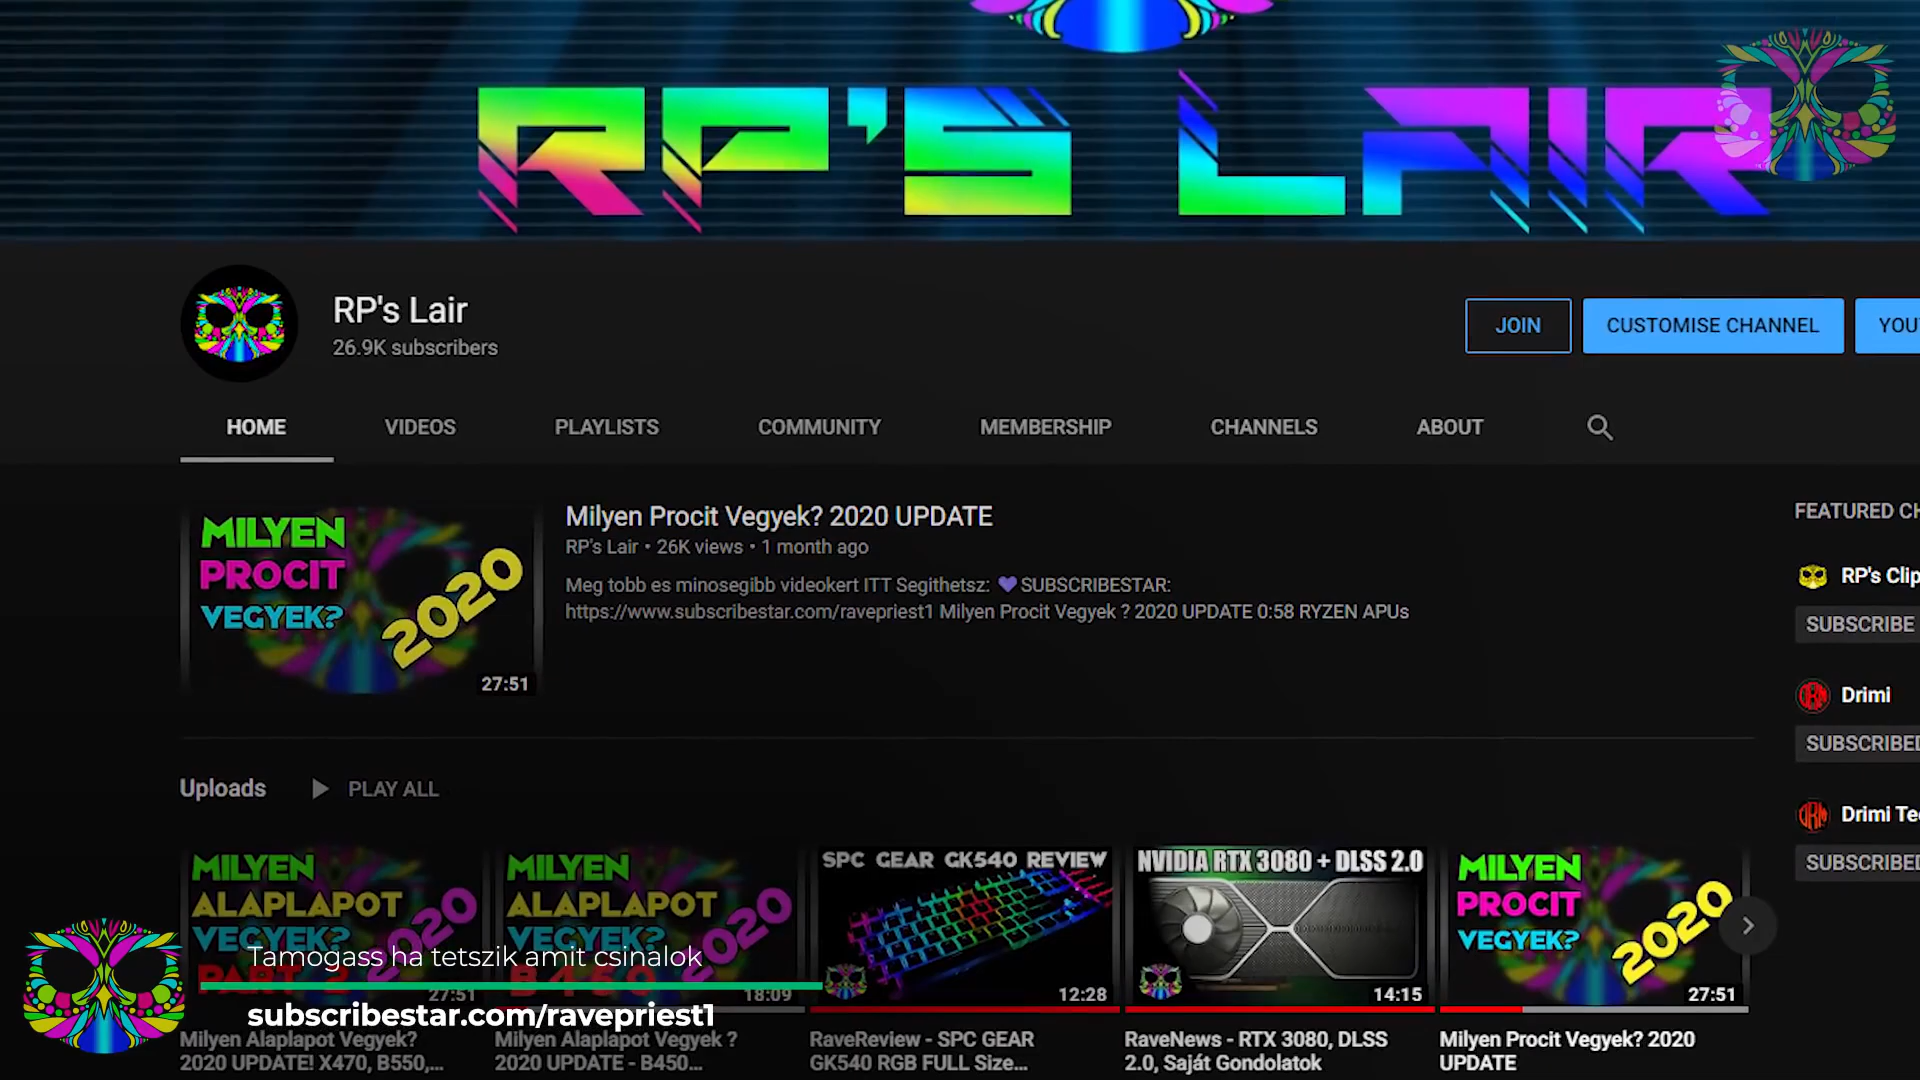 RP'S LAIR
RP's Lair
26.9K subscribers
JOIN
CUSTOMISE CHANNEL
HOME
VIDEOS
PLAYLISTS
COMMUNITY
MEMBERSHIP
CHANNELS
ABOUT
MILYEN
PROCIT
VEGYEK?
2020
27:51
Milyen Procit Vegyek? 2020 UPDATE
RP's Lair • 26K views • 1 month ago
Meg tobb es minosegibb videokert ITT Segithetsz: 💜SUBSCRIBESTAR:
https://www.subscribestar.com/ravepriest1 Milyen Procit Vegyek ? 2020 UPDATE 0:58 RYZEN APUs
FEATURED CH
RP's Clip
SUBSCRIBE
Drimi
SUBSCRIBED
Drimi Te
SUBSCRIBED
Uploads
PLAY ALL
MILYEN
ALAPLAPOT
VEGYEK?
2020
PART 2
27:51
MILYEN
ALAPLAPOT
VEGYEK?
2020
B450
18:09
SPC GEAR GK540 REVIEW
12:28
NVIDIA RTX 3080 + DLSS 2.0
14:15
MILYEN
PROCIT
VEGYEK?
2020
27:51
Tamogass ha tetszik amit csinalok
subscribestar.com/ravepriest1
Milyen Alaplapot Vegyek?
2020 UPDATE! X470, B550,...
Milyen Alaplapot Vegyek ?
2020 UPDATE - B450...
RaveReview - SPC GEAR
GK540 RGB FULL Size...
RaveNews - RTX 3080, DLSS
2.0, Saját Gondolatok
Milyen Procit Vegyek? 2020
UPDATE